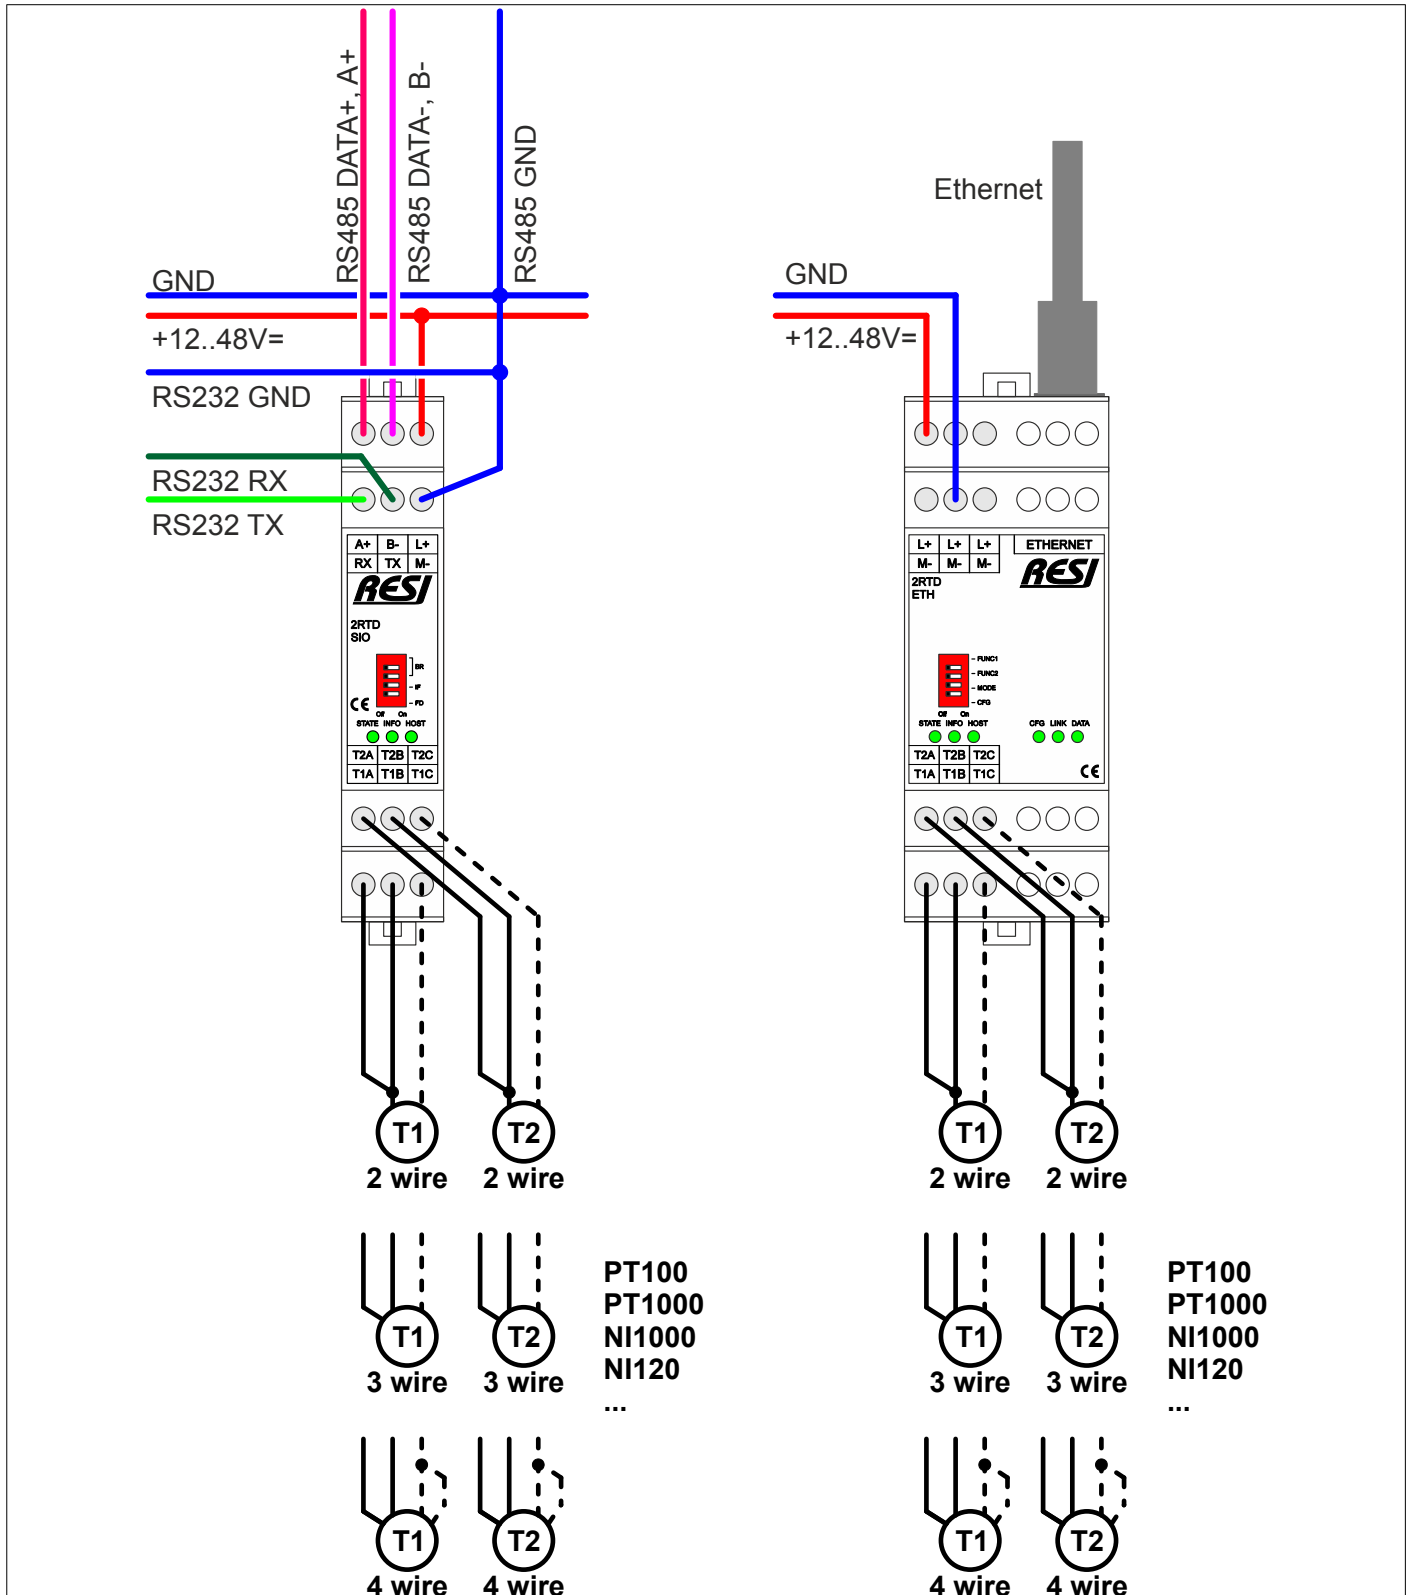 RS485 DATA+, A+
RS485 DATA-, B-
RS485 GND
GND
+12..48V=
RS232 GND
RS232 RX
RS232 TX
A+ B- L+
RX TX M-
RESI
2RTD
SIO
BR
IF
FD
Off On
CE
STATE INFO HOST
T2A T2B T2C
T1A T1B T1C
T1 T2
2 wire 2 wire
T1 T2
3 wire 3 wire
PT100
PT1000
NI1000
NI120
...
T1 T2
4 wire 4 wire
Ethernet
GND
+12..48V=
L+ L+ L+ ETHERNET
M- M- M-
RESI
2RTD
ETH
FUNC1
FUNC2
MODE
CFG
Off On
STATE INFO HOST CFG LINK DATA
T2A T2B T2C
T1A T1B T1C
CE
T1 T2
2 wire 2 wire
T1 T2
3 wire 3 wire
PT100
PT1000
NI1000
NI120
...
T1 T2
4 wire 4 wire